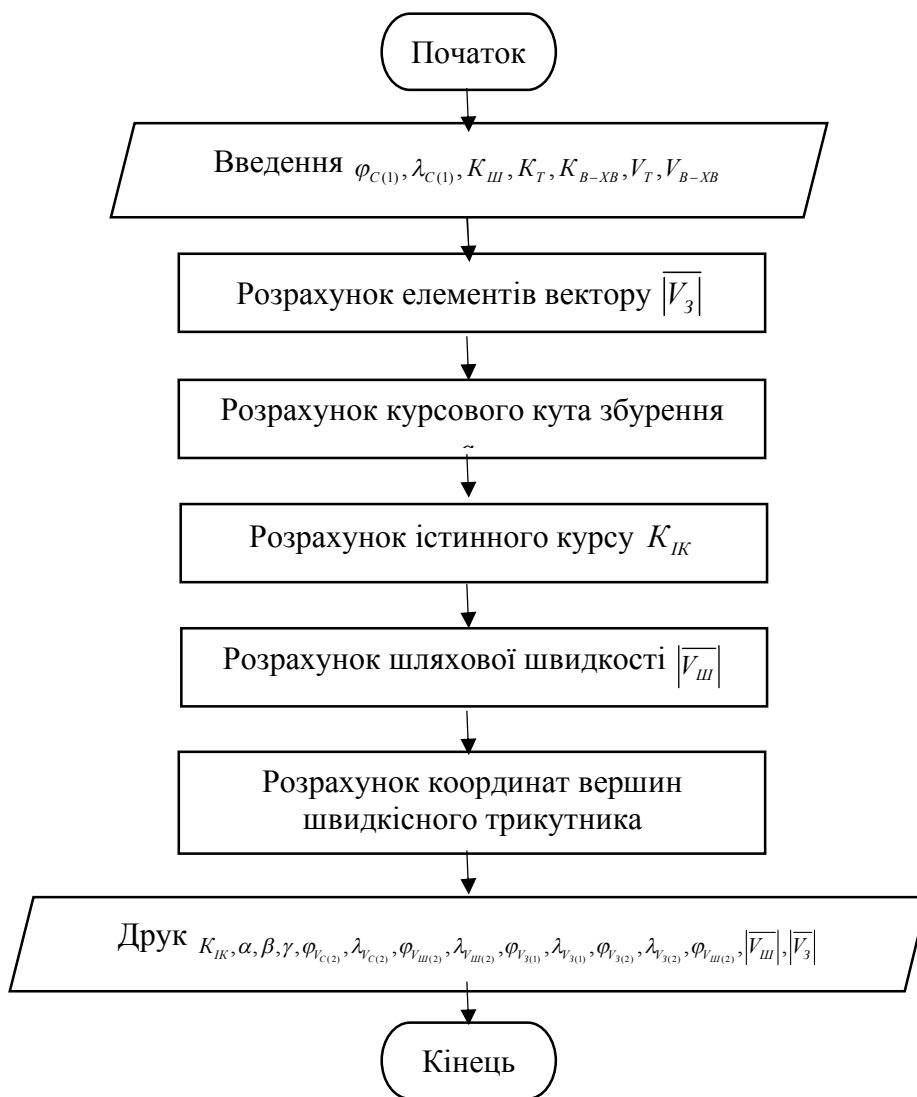 Початок
Введення φ_{C(1)}, λ_{C(1)}, K_Ш, K_T, K_{B–XB}, V_T, V_{B–XB}
Розрахунок елементів вектору |V̅_З|
Розрахунок курсового кута збурення
Розрахунок істинного курсу K_{IK}
Розрахунок шляхової швидкості |V̅_Ш|
Розрахунок координат вершин
швидкісного трикутника
Друк K_{IK}, α, β, γ, φ_{V_{C(2)}}, λ_{V_{C(2)}}, φ_{V_{Ш(2)}}, λ_{V_{Ш(2)}}, φ_{V_{З(1)}}, λ_{V_{З(1)}}, φ_{V_{З(2)}}, λ_{V_{З(2)}}, φ_{V_{Ш(2)}}, |V̅_Ш|, |V̅_З|
Кінець